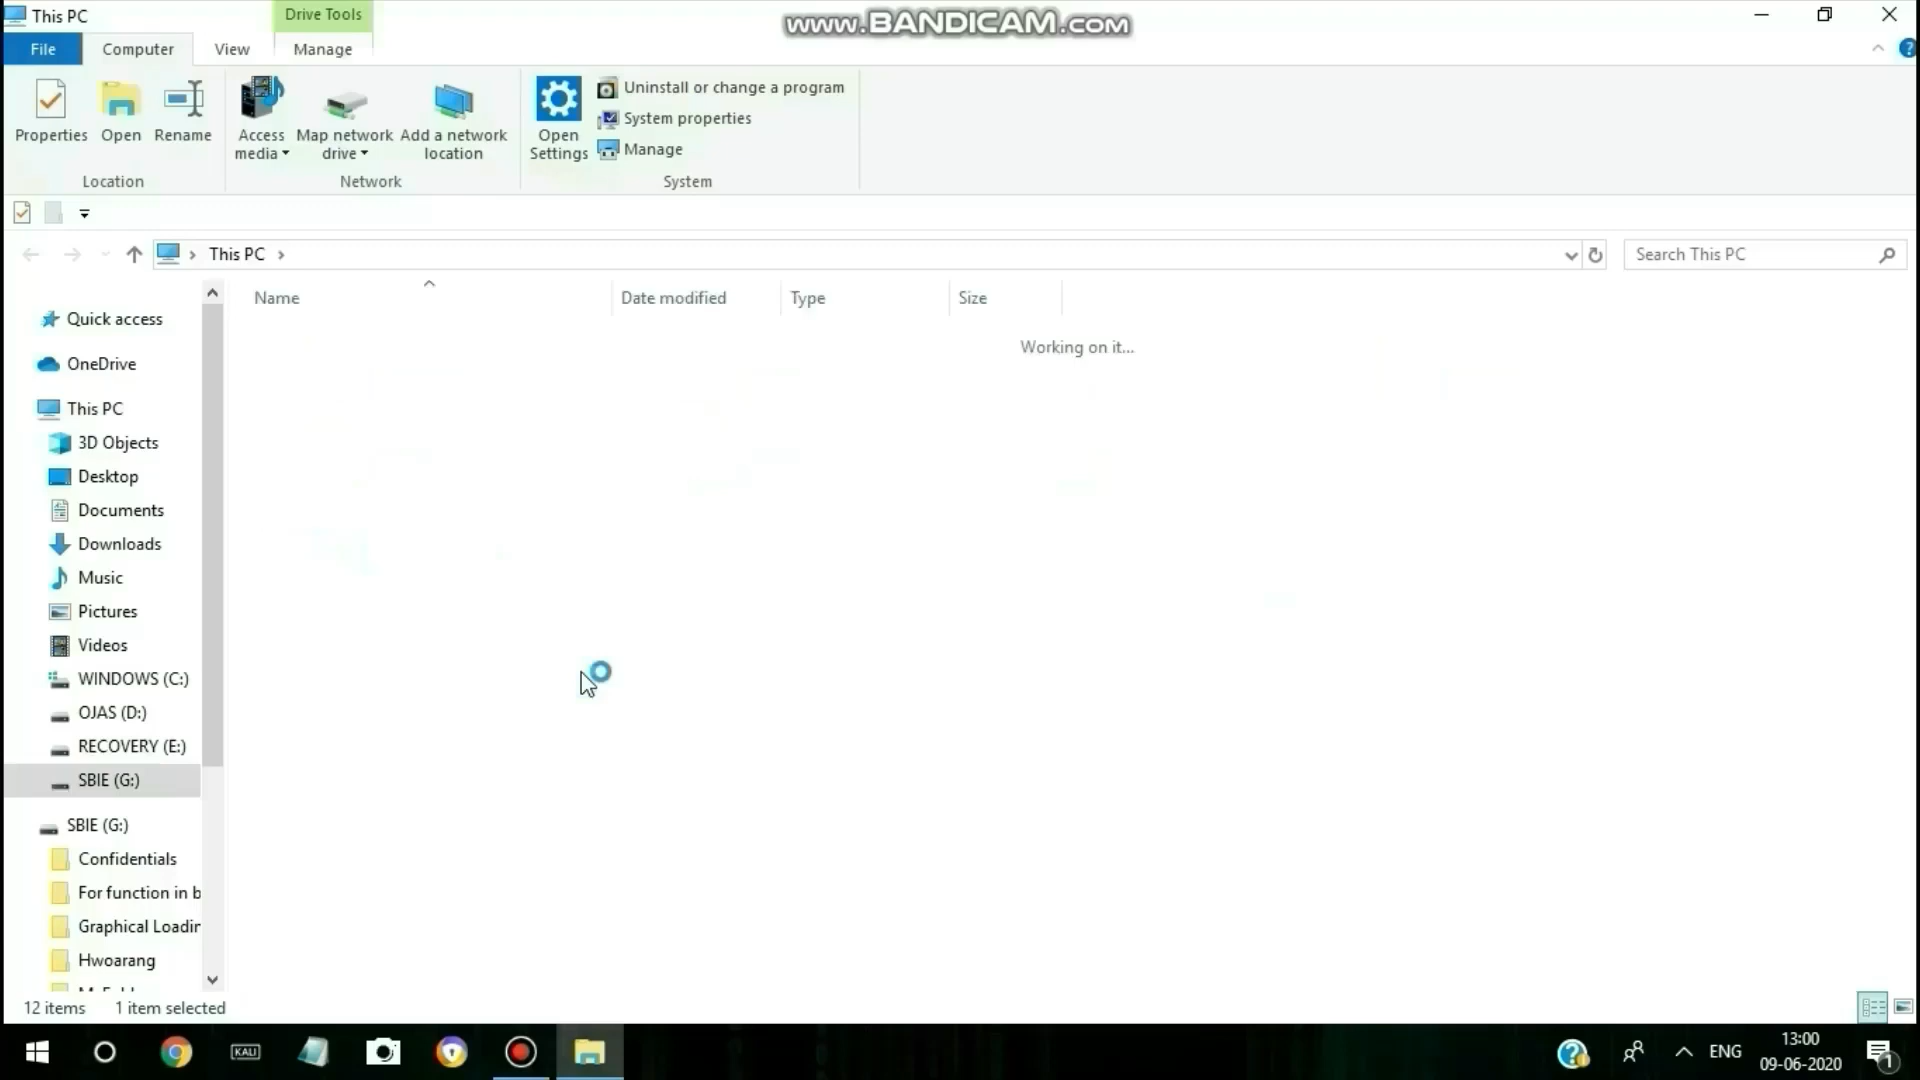 This PC
Drive Tools
www.BANDICAM.com
File
Computer
View
Manage
Properties
Open
Rename
Access media
Map network drive
Add a network location
Open Settings
Uninstall or change a program
System properties
Manage
Location
Network
System
This PC
Search This PC
Name
Date modified
Type
Size
Working on it...
Quick access
OneDrive
This PC
3D Objects
Desktop
Documents
Downloads
Music
Pictures
Videos
WINDOWS (C:)
OJAS (D:)
RECOVERY (E:)
SBIE (G:)
SBIE (G:)
Confidentials
For function in b
Graphical Loadin
Hwoarang
12 items
1 item selected
KALI
ENG
13:00
09-06-2020
1